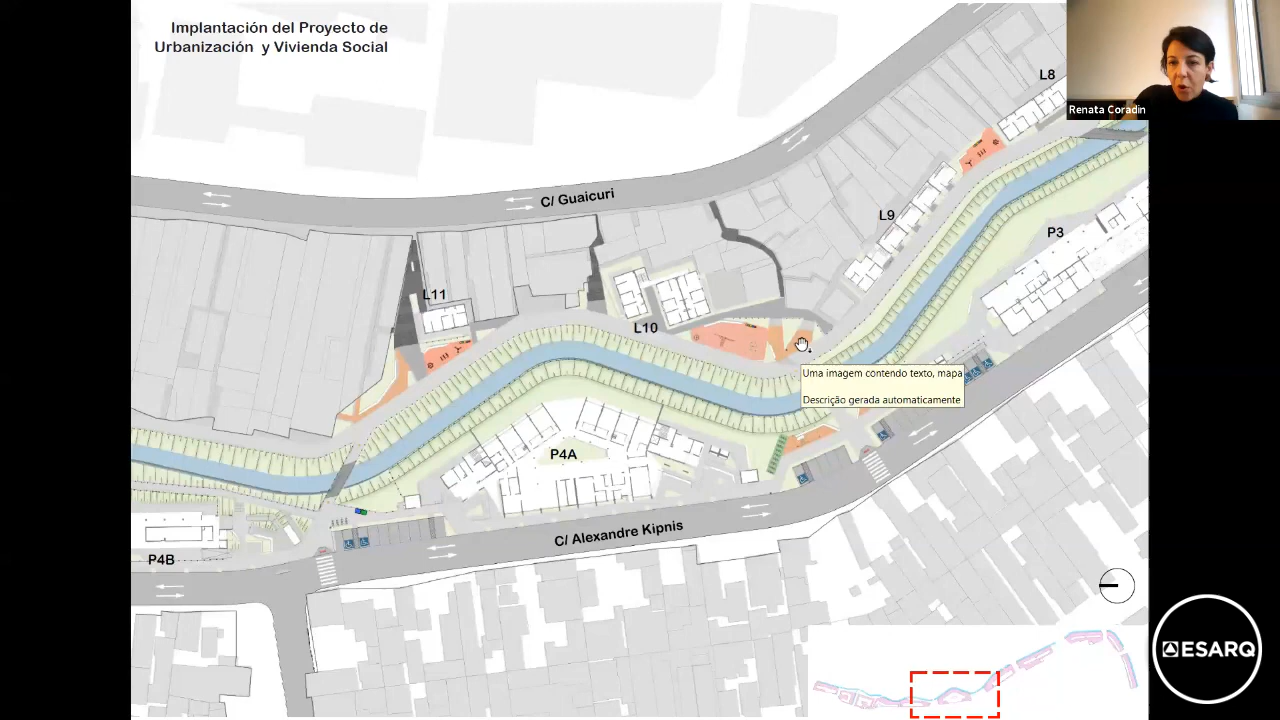 Implantación del Proyecto de
Urbanización y Vivienda Social
L8
Renata Coradin
C/ Guaicuri
L9
P3
L11
L10
Uma imagem contendo texto, mapa
Descrição gerada automaticamente
P4A
C/ Alexandre Kipnis
P4B
ESARQ